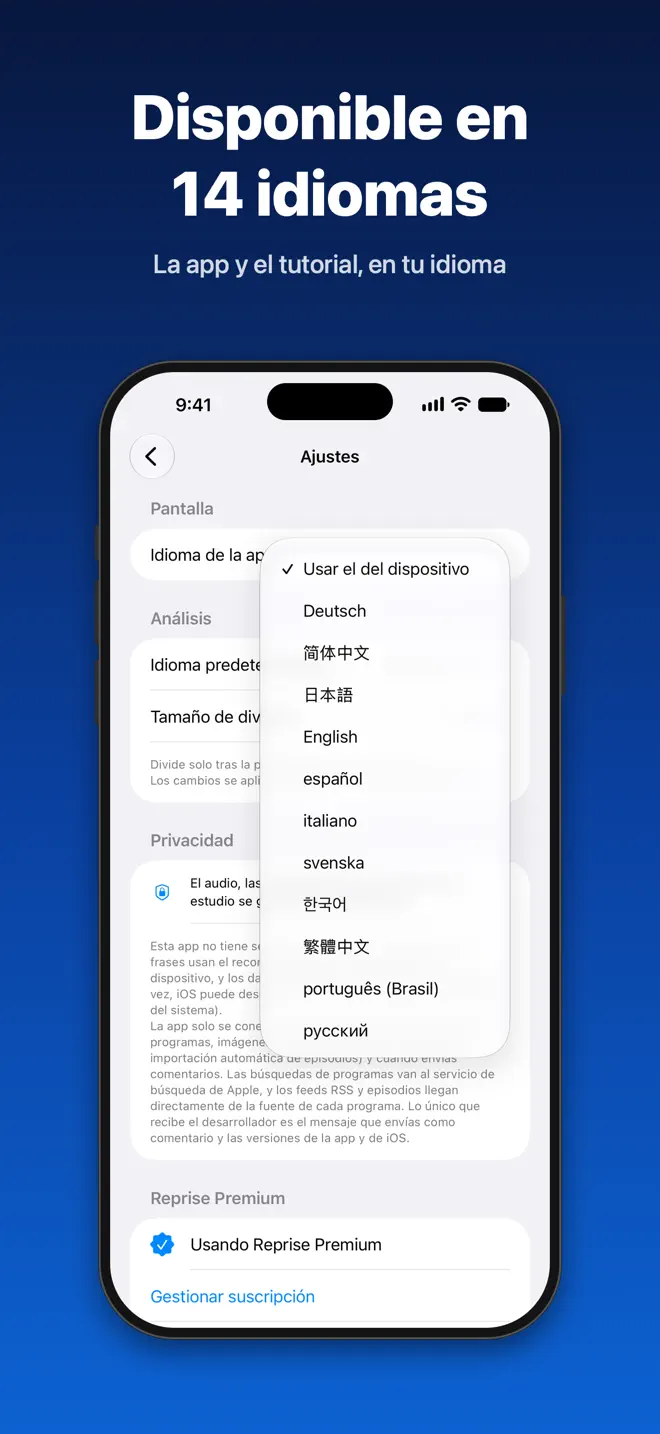 Disponible en
14 idiomas
La app y el tutorial, en tu idioma
9:41
Ajustes
Pantalla
Idioma de la ap
Usar el del dispositivo
Deutsch
简体中文
日本語
English
español
italiano
svenska
한국어
繁體中文
português (Brasil)
русский
Análisis
Idioma predete
Tamaño de div
Divide solo tras la p
Los cambios se apli
Privacidad
El audio, las
estudio se g
Esta app no tiene se
frases usan el recor
dispositivo, y los da
vez, iOS puede des
del sistema).
La app solo se cone
programas, imágene
importación automática de episodios) y cuando envías
comentarios. Las búsquedas de programas van al servicio de
búsqueda de Apple, y los feeds RSS y episodios llegan
directamente de la fuente de cada programa. Lo único que
recibe el desarrollador es el mensaje que envías como
comentario y las versiones de la app y de iOS.
Reprise Premium
Usando Reprise Premium
Gestionar suscripción